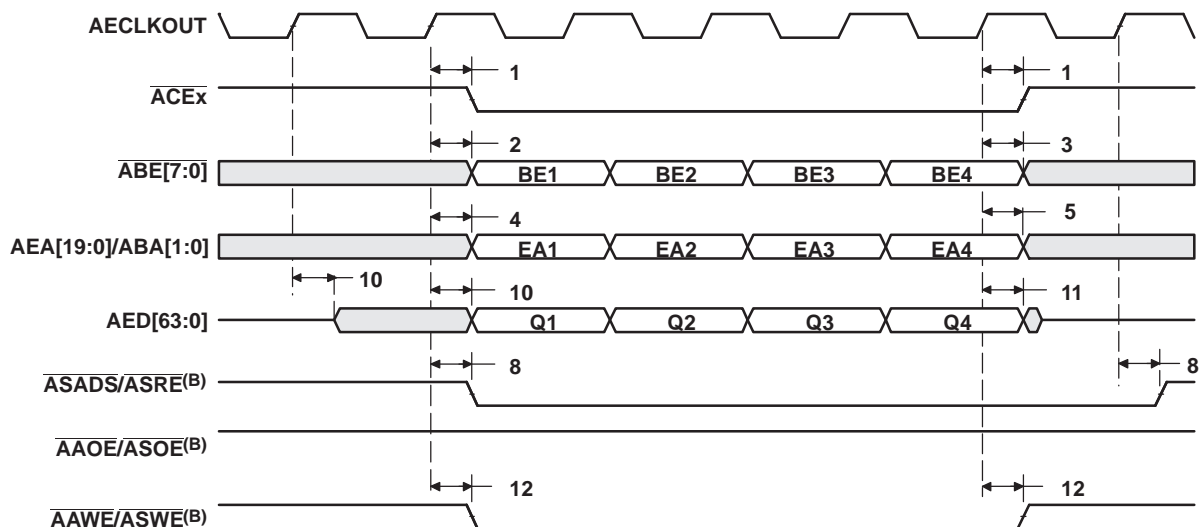 AECLKOUT
1 1
ACEx
2 3
ABE[7:0] BE1 BE2 BE3 BE4
4 5
AEA[19:0]/ABA[1:0] EA1 EA2 EA3 EA4
10 10 11
AED[63:0] Q1 Q2 Q3 Q4
8 8
ASADS/ASRE(B)
AAOE/ASOE(B)
12 12
AAWE/ASWE(B)